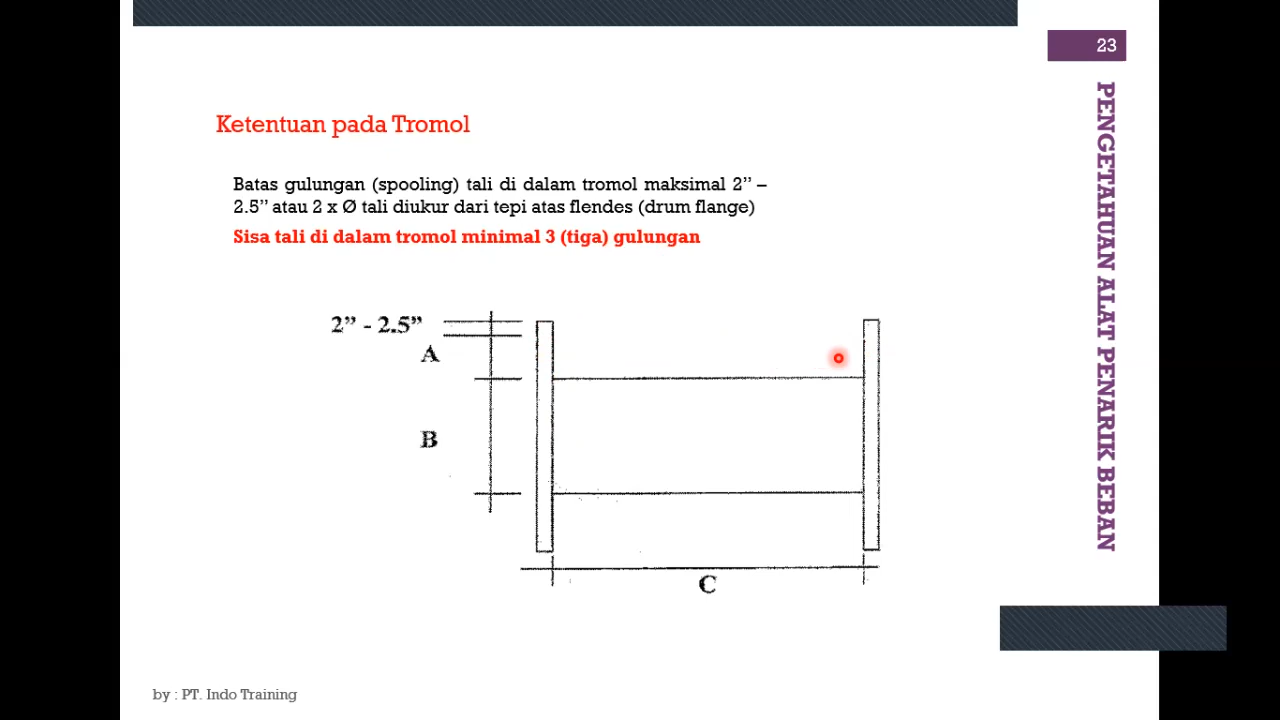 23
PENGETAHUAN ALAT PENARIK BEBAN
Ketentuan pada Tromol
Batas gulungan (spooling) tali di dalam tromol maksimal 2” –
2.5” atau 2 x Ø tali diukur dari tepi atas flendes (drum flange)
Sisa tali di dalam tromol minimal 3 (tiga) gulungan
2” - 2.5”
A
B
C
by : PT. Indo Training